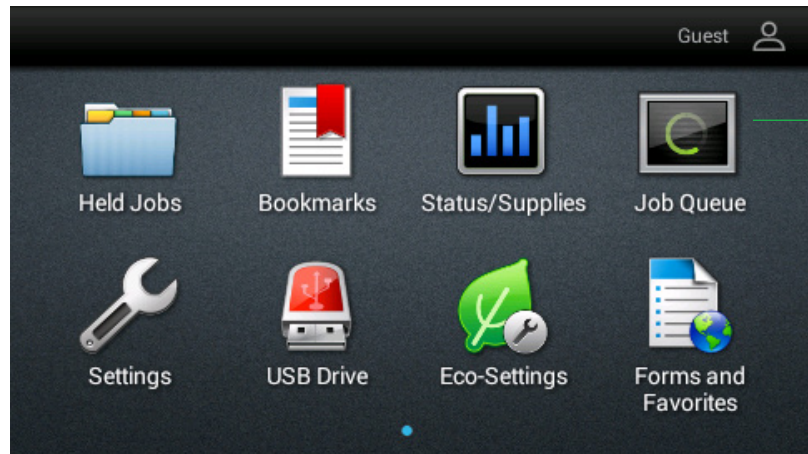 Guest
Held Jobs
Bookmarks
Status/Supplies
Job Queue
Settings
USB Drive
Eco-Settings
Forms and
Favorites